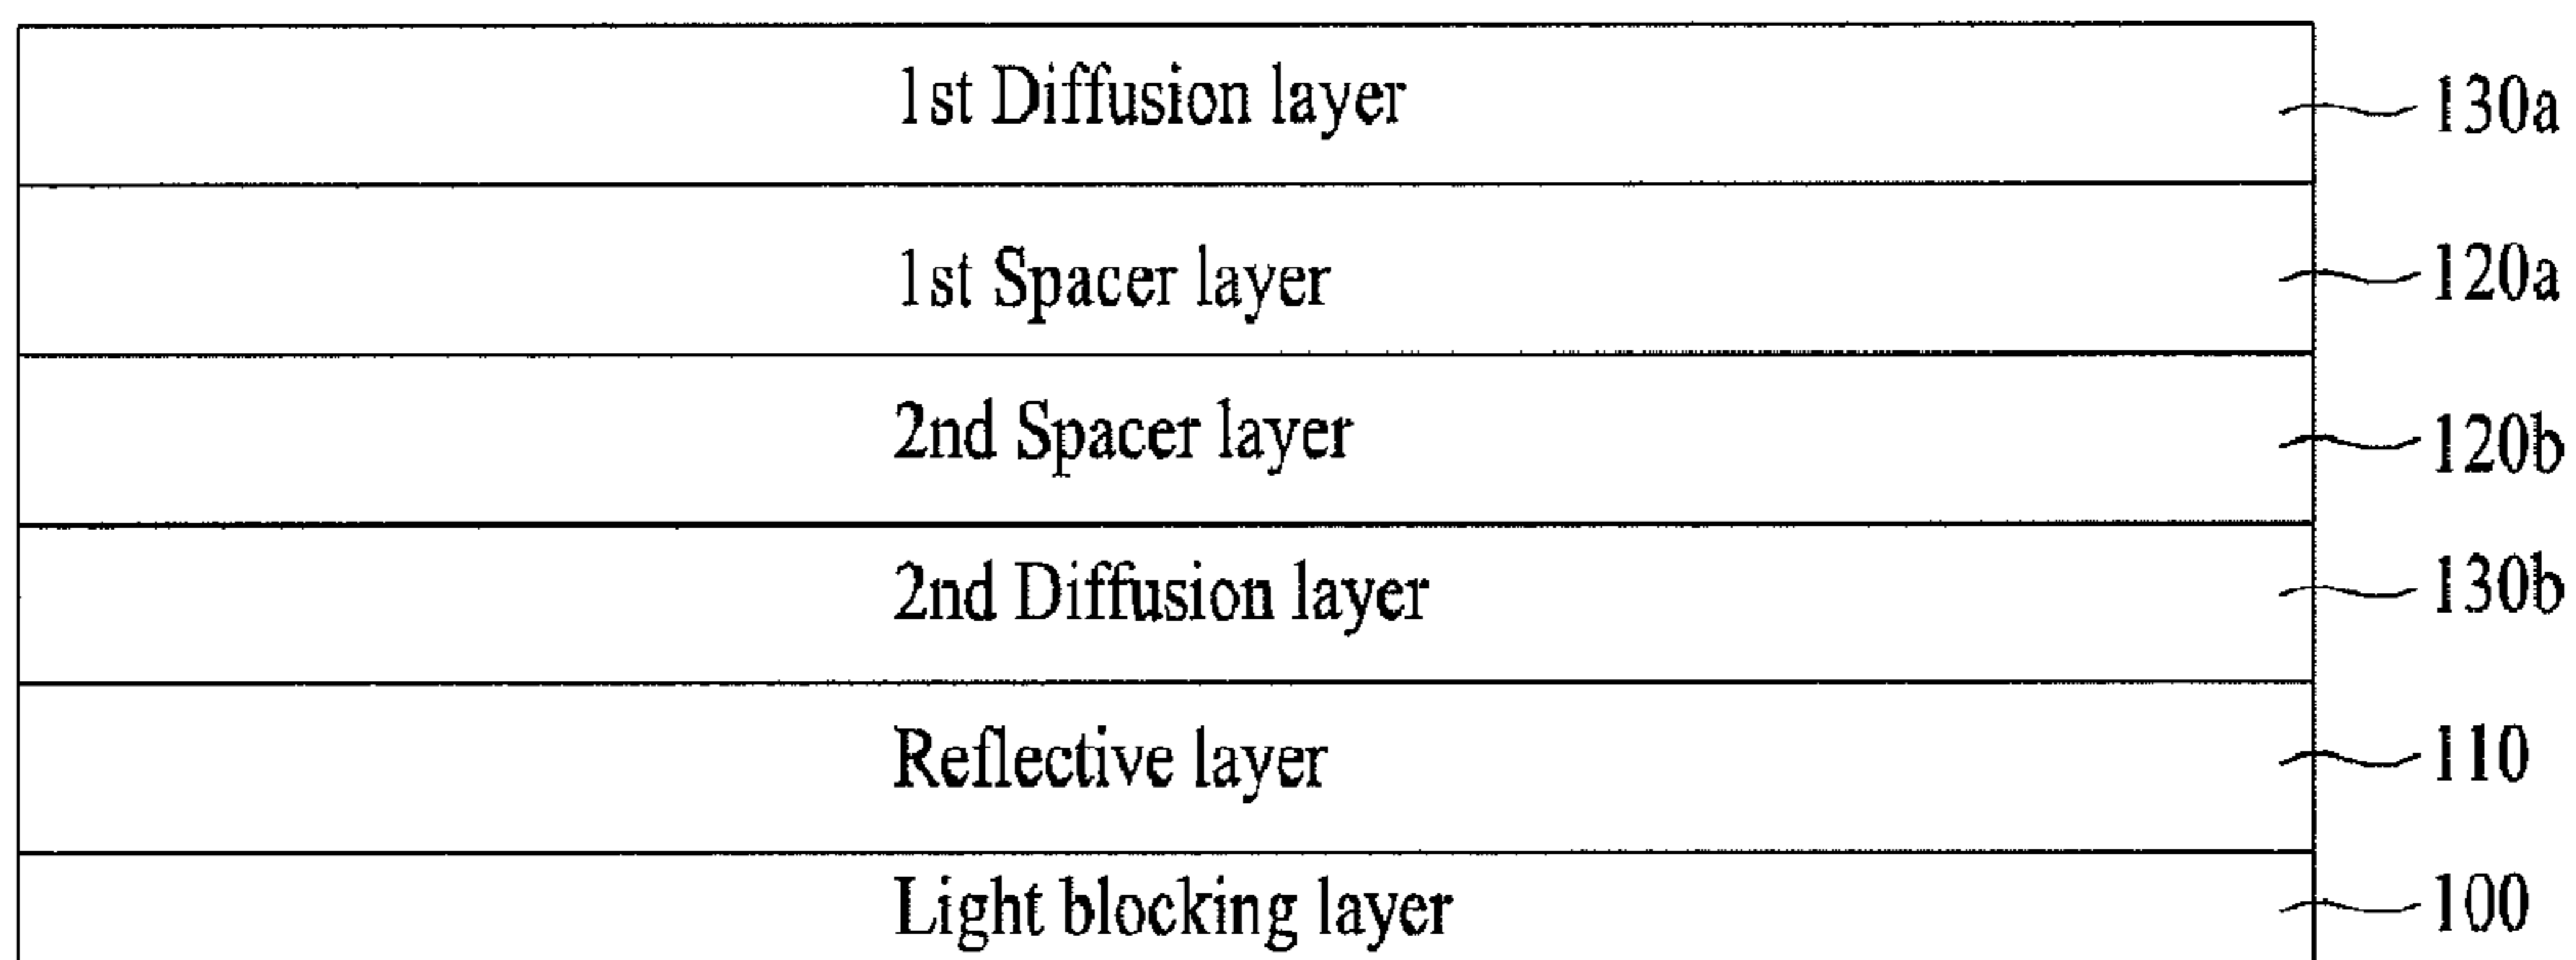 1st Diffusion layer 130a
1st Spacer layer 120a
2nd Spacer layer 120b
2nd Diffusion layer 130b
Reflective layer 110
Light blocking layer 100